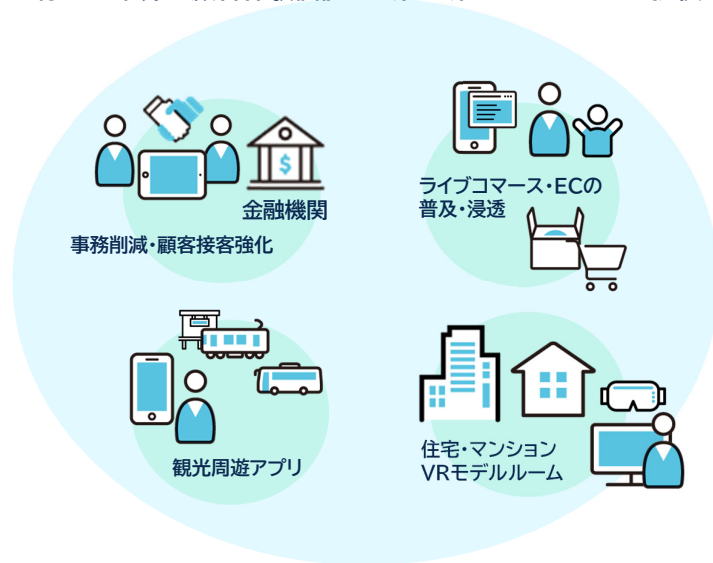 金融機関
事務削減・顧客接客強化
ライブコマース・ECの
普及・浸透
観光周遊アプリ
住宅・マンション
VRモデルルーム